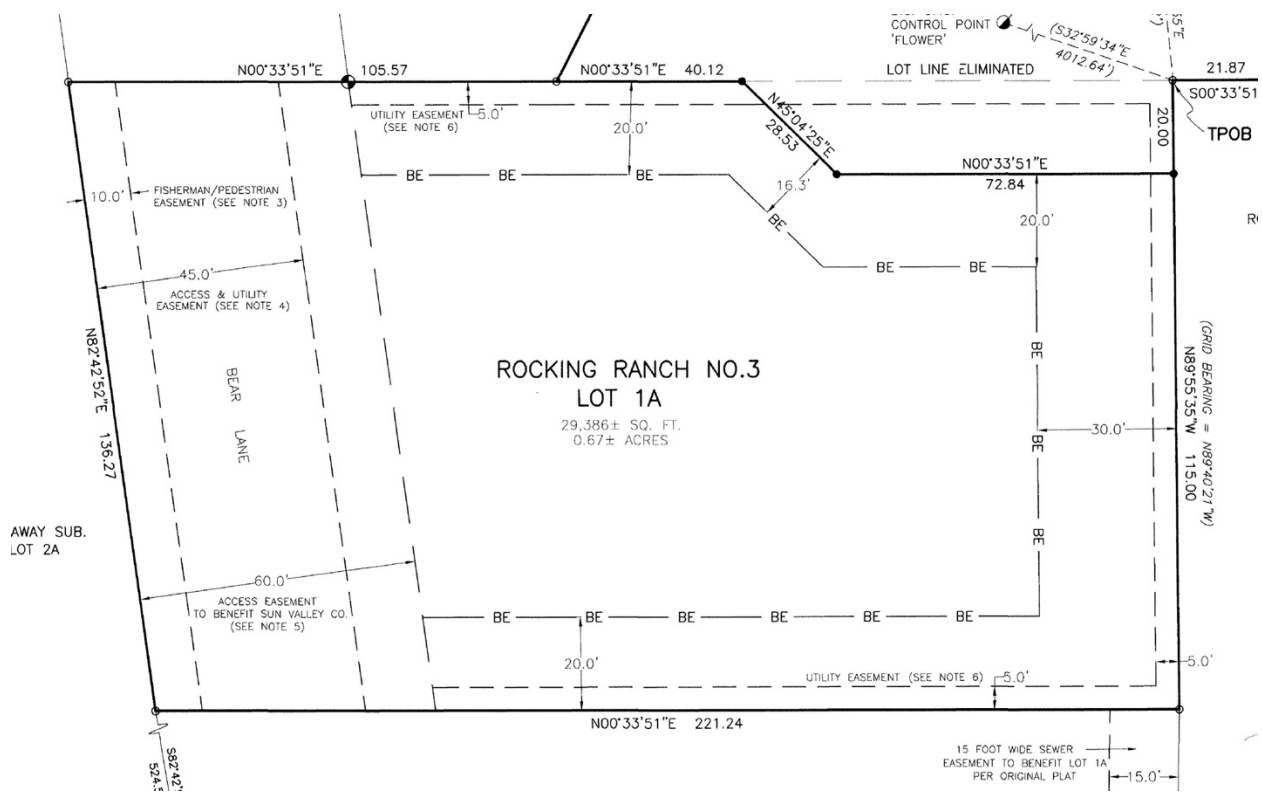 CONTROL POINT
'FLOWER'
(S32°59'34"E
4012.64')
N00°33'51"E 105.57
N00°33'51"E 40.12
LOT LINE ELIMINATED
21.87
S00°33'51
UTILITY EASEMENT
(SEE NOTE 6)
5.0'
20.0'
N45°04'25"E
28.53
20.00
TPOB
N00°33'51"E
72.84
BE BE BE BE
16.3'
10.0'
FISHERMAN/PEDESTRIAN
EASEMENT (SEE NOTE 3)
BE
20.0'
45.0'
ACCESS & UTILITY
EASEMENT (SEE NOTE 4)
BE BE
N82°42'52"E 136.27
BEAR
LANE
ROCKING RANCH NO.3
LOT 1A
29,386± SQ. FT.
0.67± ACRES
BE
BE
BE
30.0'
(GRID BEARING = N89°40'21"W)
N89°55'35"W 115.00
AWAY SUB.
LOT 2A
60.0'
ACCESS EASEMENT
TO BENEFIT SUN VALLEY CO.
(SEE NOTE 5)
BE BE BE BE BE BE
20.0'
UTILITY EASEMENT (SEE NOTE 6)
5.0'
5.0'
N00°33'51"E 221.24
S82°42'
524.5
15 FOOT WIDE SEWER
EASEMENT TO BENEFIT LOT 1A
PER ORIGINAL PLAT
15.0'